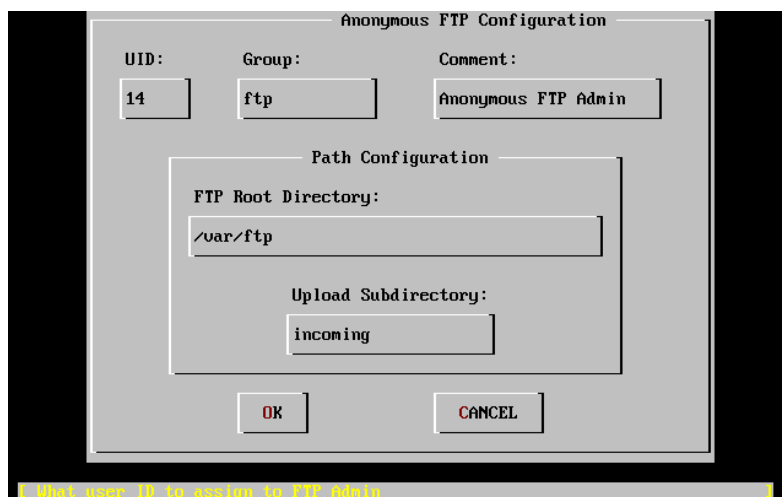 Anonymous FTP Configuration
UID: Group: Comment:
14 ftp Anonymous FTP Admin
Path Configuration
FTP Root Directory:
/var/ftp
Upload Subdirectory:
incoming
OK CANCEL
[ What user ID to assign to FTP Admin ]